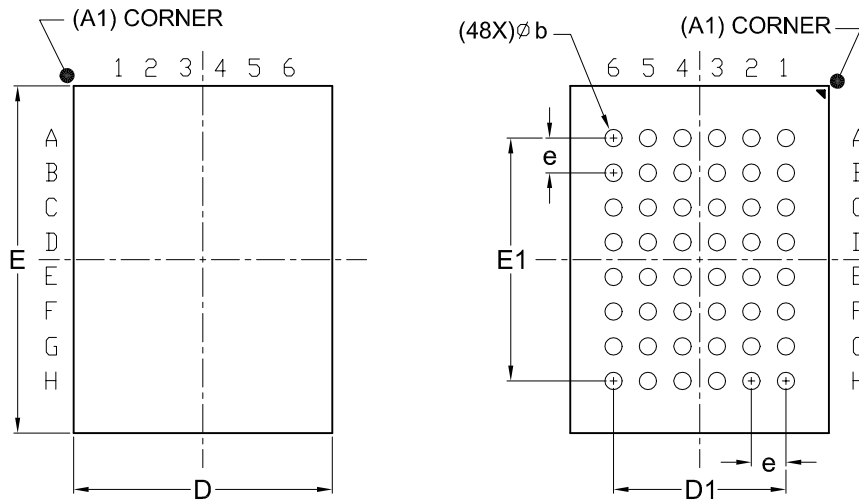 (A1) CORNER
1 2 3 4 5 6
A
B
C
D
E
F
G
H
E
D
(48X)⌀b
(A1) CORNER
6 5 4 3 2 1
e
E1
e
D1
A
H